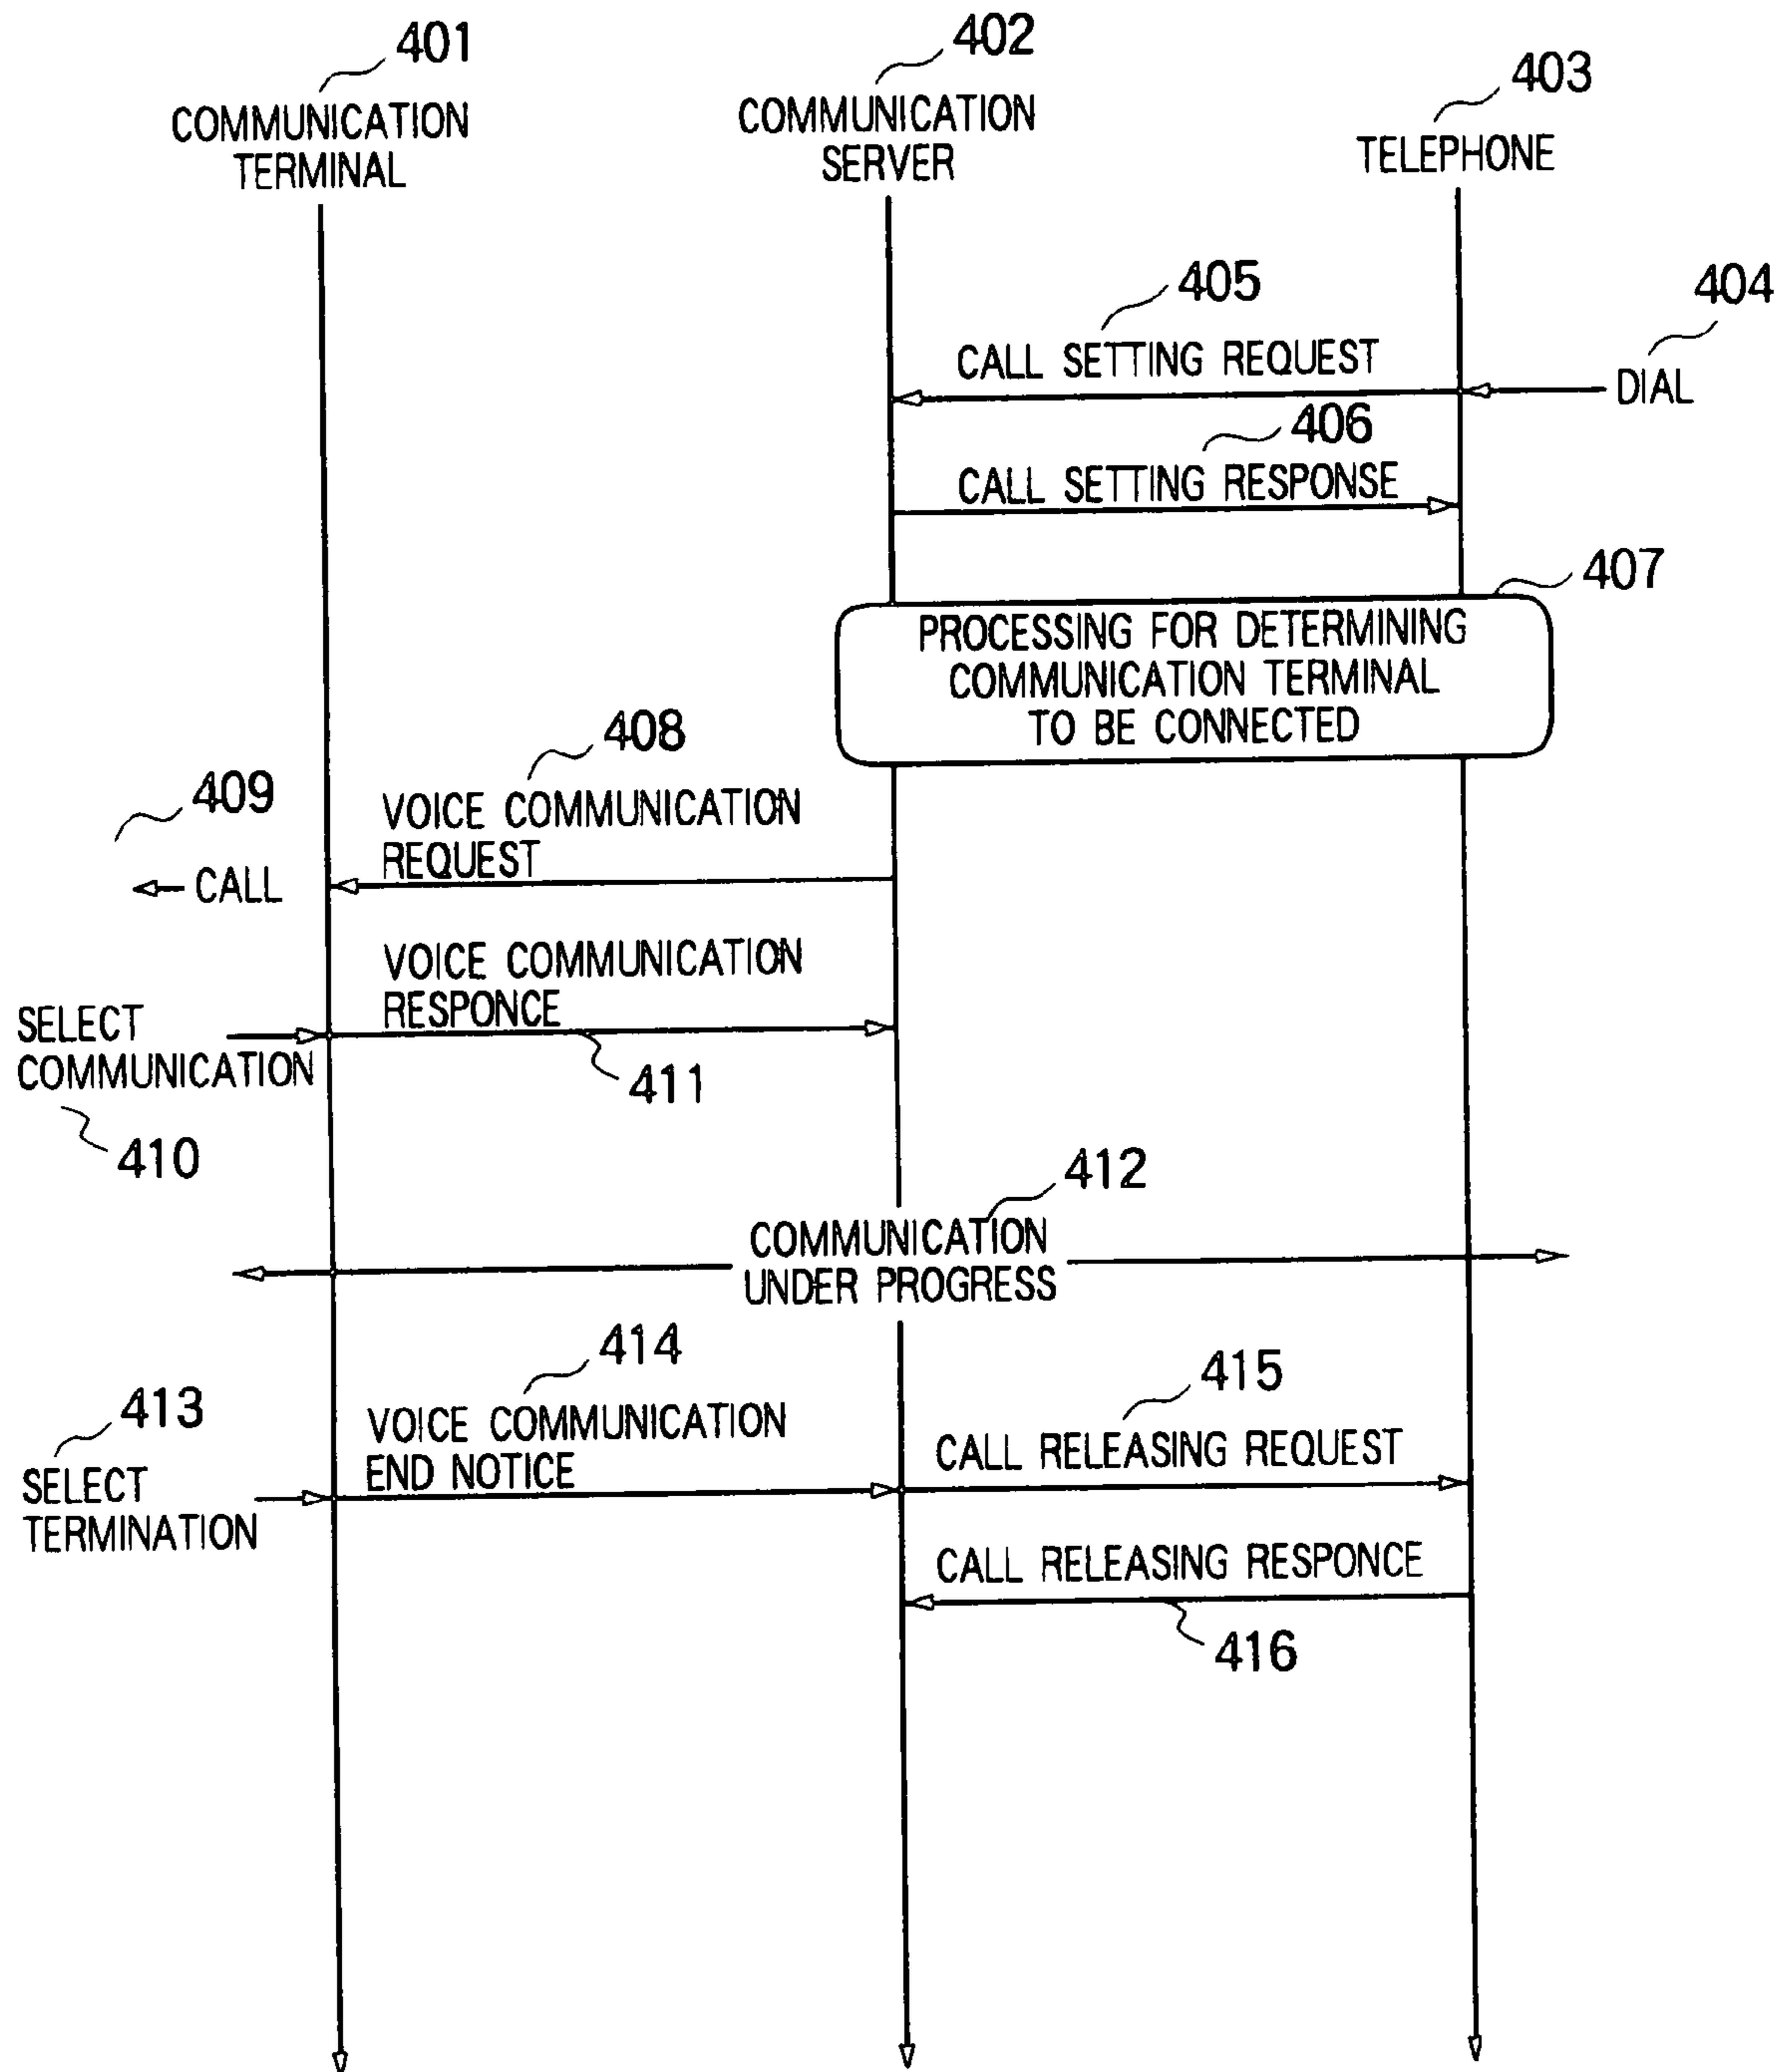 401
COMMUNICATION
TERMINAL
402
COMMUNICATION
SERVER
403
TELEPHONE
405
CALL SETTING REQUEST
404
DIAL
406
CALL SETTING RESPONSE
407
PROCESSING FOR DETERMINING
COMMUNICATION TERMINAL
TO BE CONNECTED
408
VOICE COMMUNICATION
REQUEST
409
CALL
VOICE COMMUNICATION
RESPONCE
411
SELECT
COMMUNICATION
410
412
COMMUNICATION
UNDER PROGRESS
413
SELECT
TERMINATION
414
VOICE COMMUNICATION
END NOTICE
415
CALL RELEASING REQUEST
CALL RELEASING RESPONCE
416